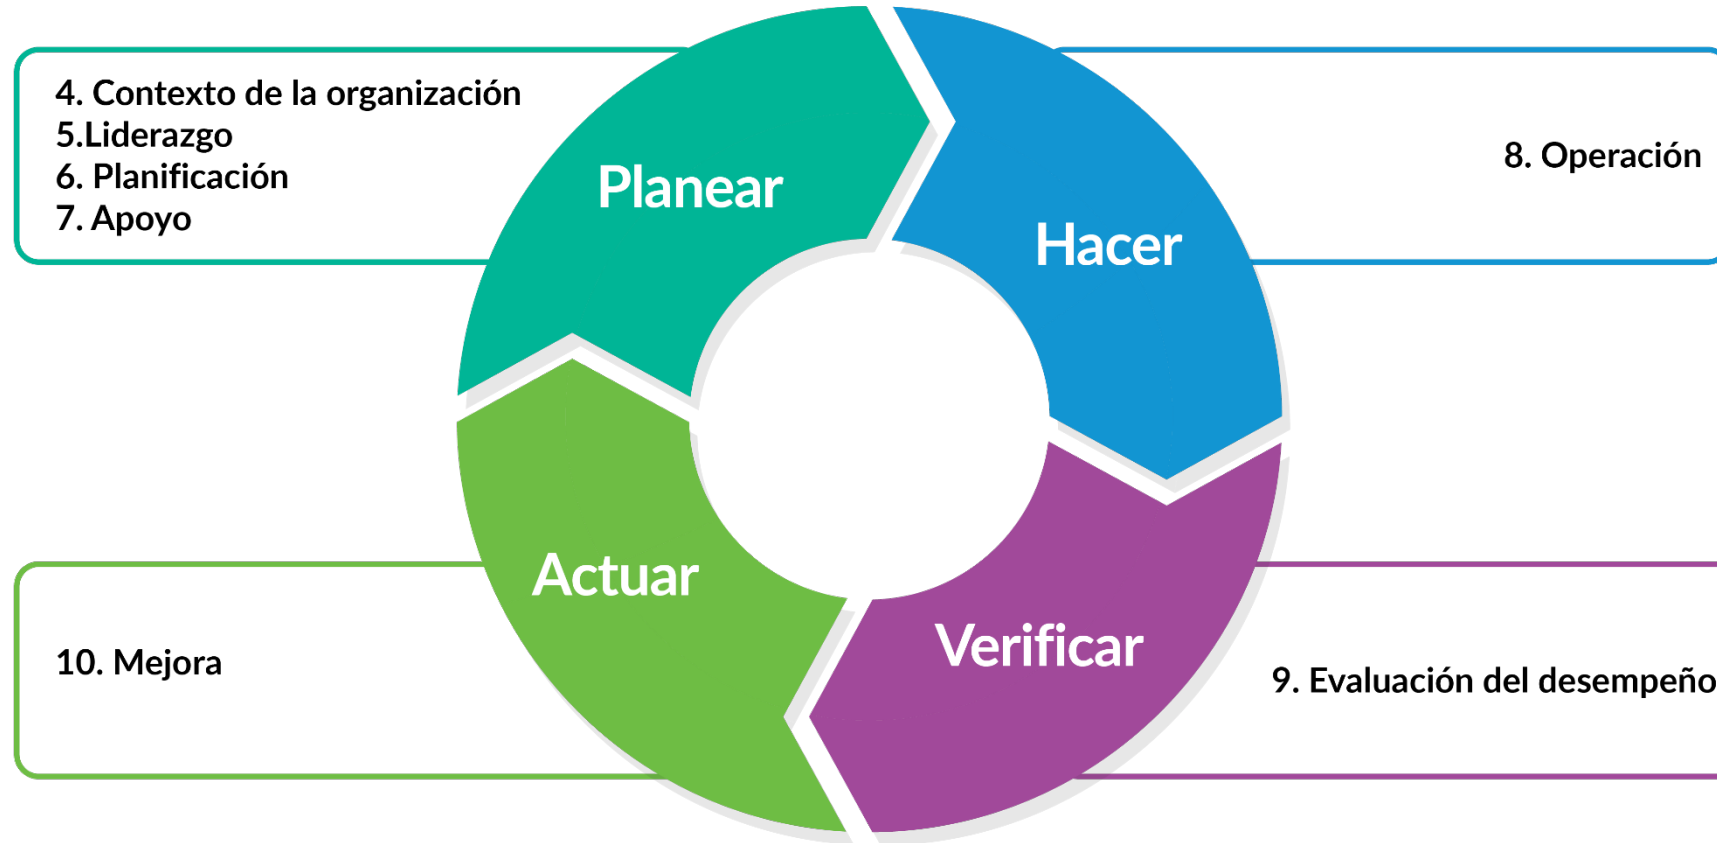 4. Contexto de la organización
5.Liderazgo
6. Planificación
7. Apoyo
Planear
Hacer
8. Operación
Actuar
10. Mejora
Verificar
9. Evaluación del desempeño